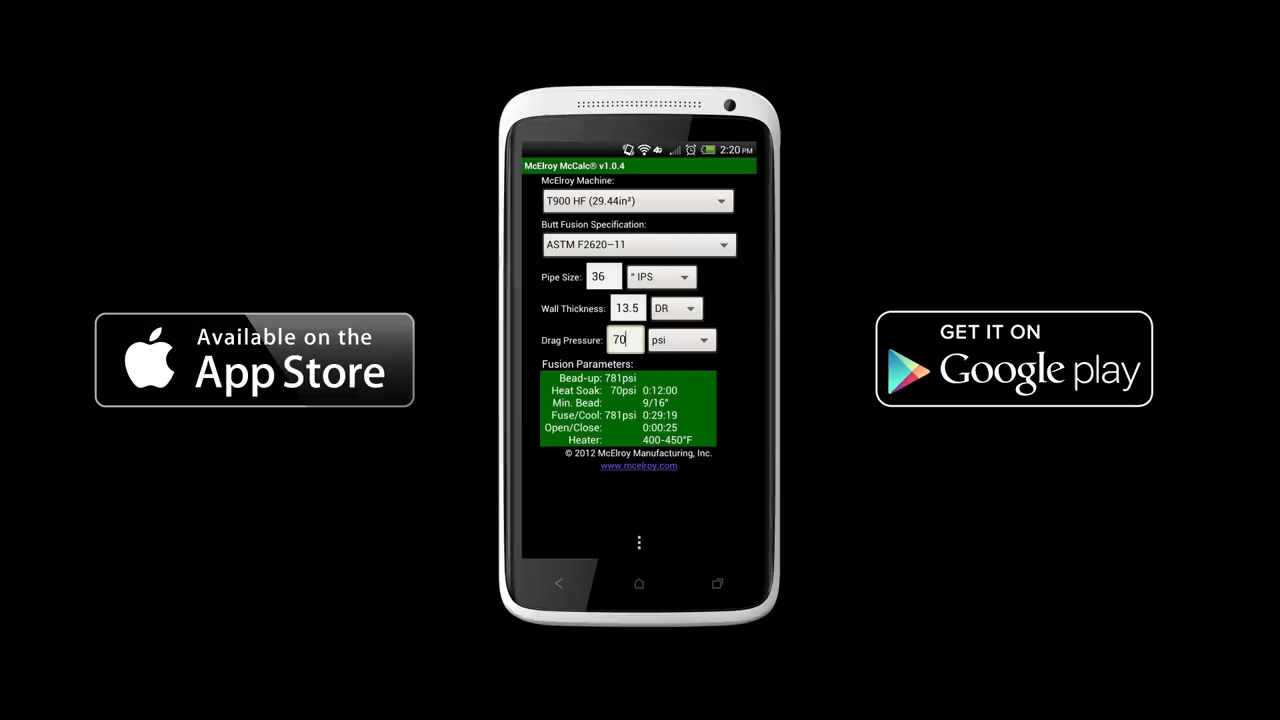 Available on the
App Store
2:20 PM
McElroy McCalc® v1.0.4
McElroy Machine:
T900 HF (29.44in²)
Butt Fusion Specification:
ASTM F2620-11
Pipe Size: 36 " IPS
Wall Thickness: 13.5 DR
Drag Pressure: 70 psi
Fusion Parameters:
Bead-up: 781psi
Heat Soak: 70psi 0:12:00
Min. Bead: 9/16"
Fuse/Cool: 781psi 0:29:19
Open/Close: 0:00:25
Heater: 400-450°F
© 2012 McElroy Manufacturing, Inc.
www.mcelroy.com
GET IT ON
Google play